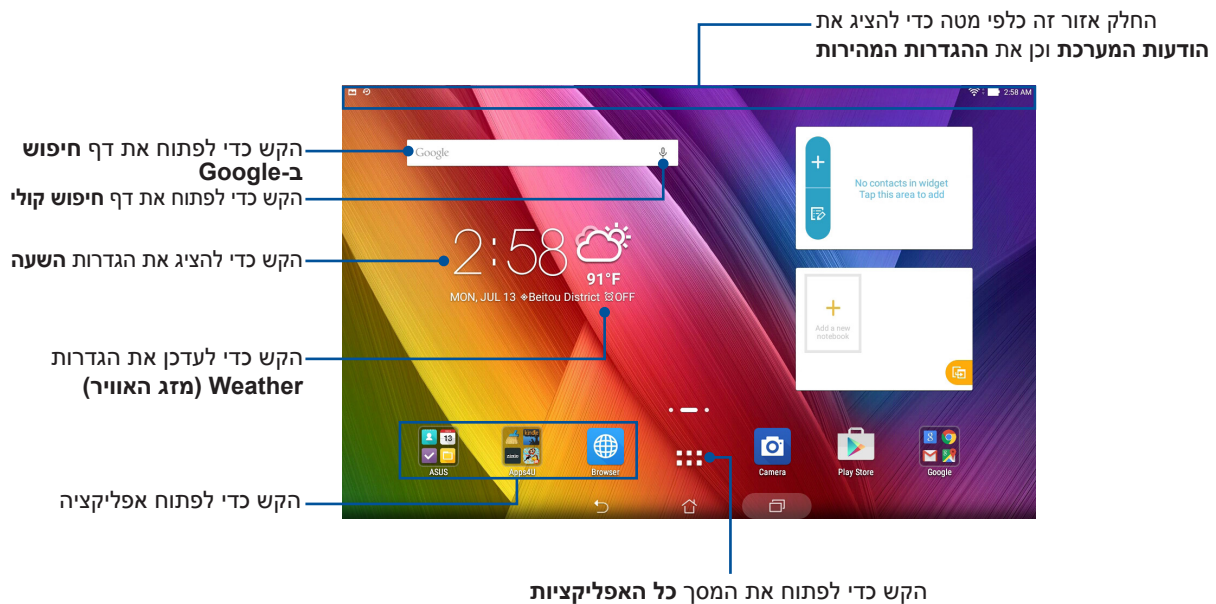 החלק אזור זה כלפי מטה כדי להציג את
הודעות המערכת וכן את ההגדרות המהירות
2:58 AM
הקש כדי לפתוח את דף חיפוש
ב-Google
הקש כדי לפתוח את דף חיפוש קולי
הקש כדי להציג את הגדרות השעה
הקש כדי לעדכן את הגדרות
Weather (מזג האוויר)
הקש כדי לפתוח אפליקציה
Google
2:58
91°F
MON, JUL 13 Beitou District OFF
No contacts in widget
Tap this area to add
Add a new
notebook
13
kindle
ASUS
Apps4U
Browser
Camera
Play Store
8
Google
הקש כדי לפתוח את המסך כל האפליקציות